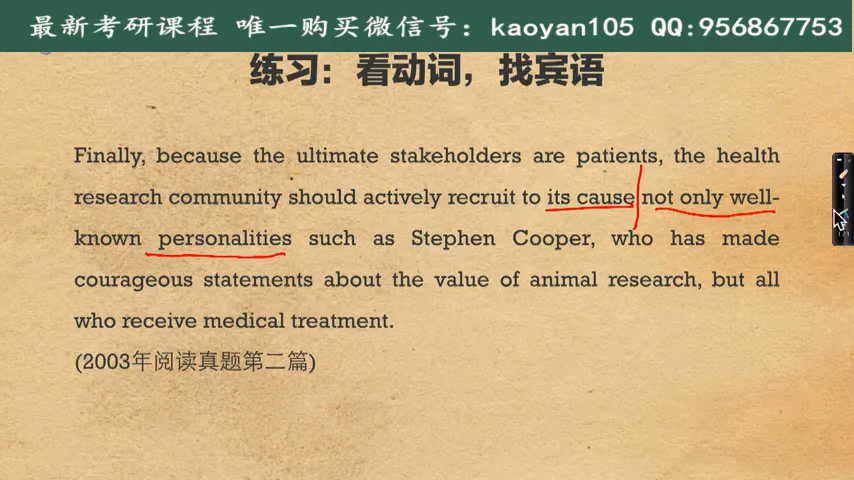 最新考研课程 唯一购买微信号：kaoyan105 QQ:956867753
练习：看动词，找宾语
Finally, because the ultimate stakeholders are patients, the health
research community should actively recruit to its cause not only well-
known personalities such as Stephen Cooper, who has made
courageous statements about the value of animal research, but all
who receive medical treatment.
(2003年阅读真题第二篇)